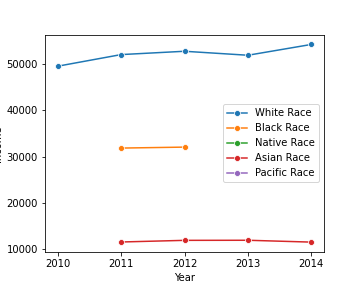 50000
40000
30000
20000
10000
2010 2011 2012 2013 2014
Year
White Race
Black Race
Native Race
Asian Race
Pacific Race